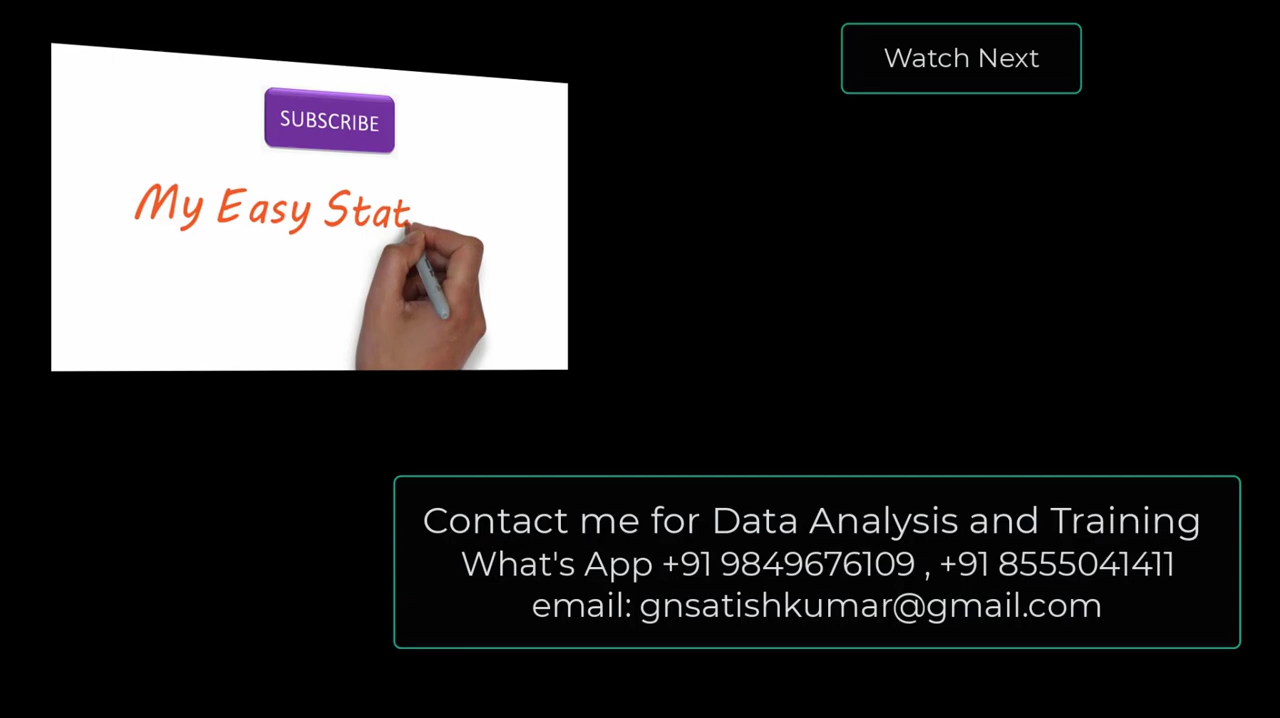 Watch Next
SUBSCRIBE
My Easy Stat
Contact me for Data Analysis and Training
What's App +91 9849676109 , +91 8555041411
email: gnsatishkumar@gmail.com